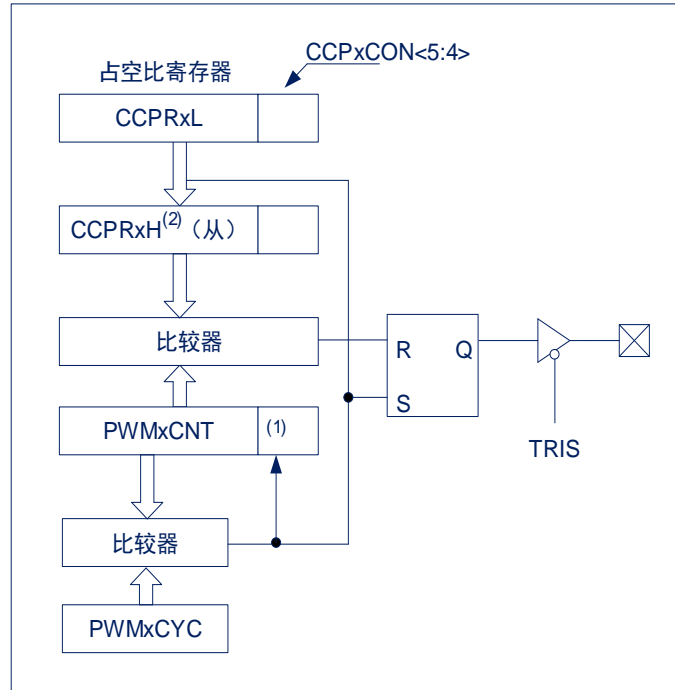 CCPxCON<5:4>
占空比寄存器
CCPRxL
CCPRxH(2)（从）
比较器
R Q
S
PWMxCNT (1)
TRIS
比较器
PWMxCYC